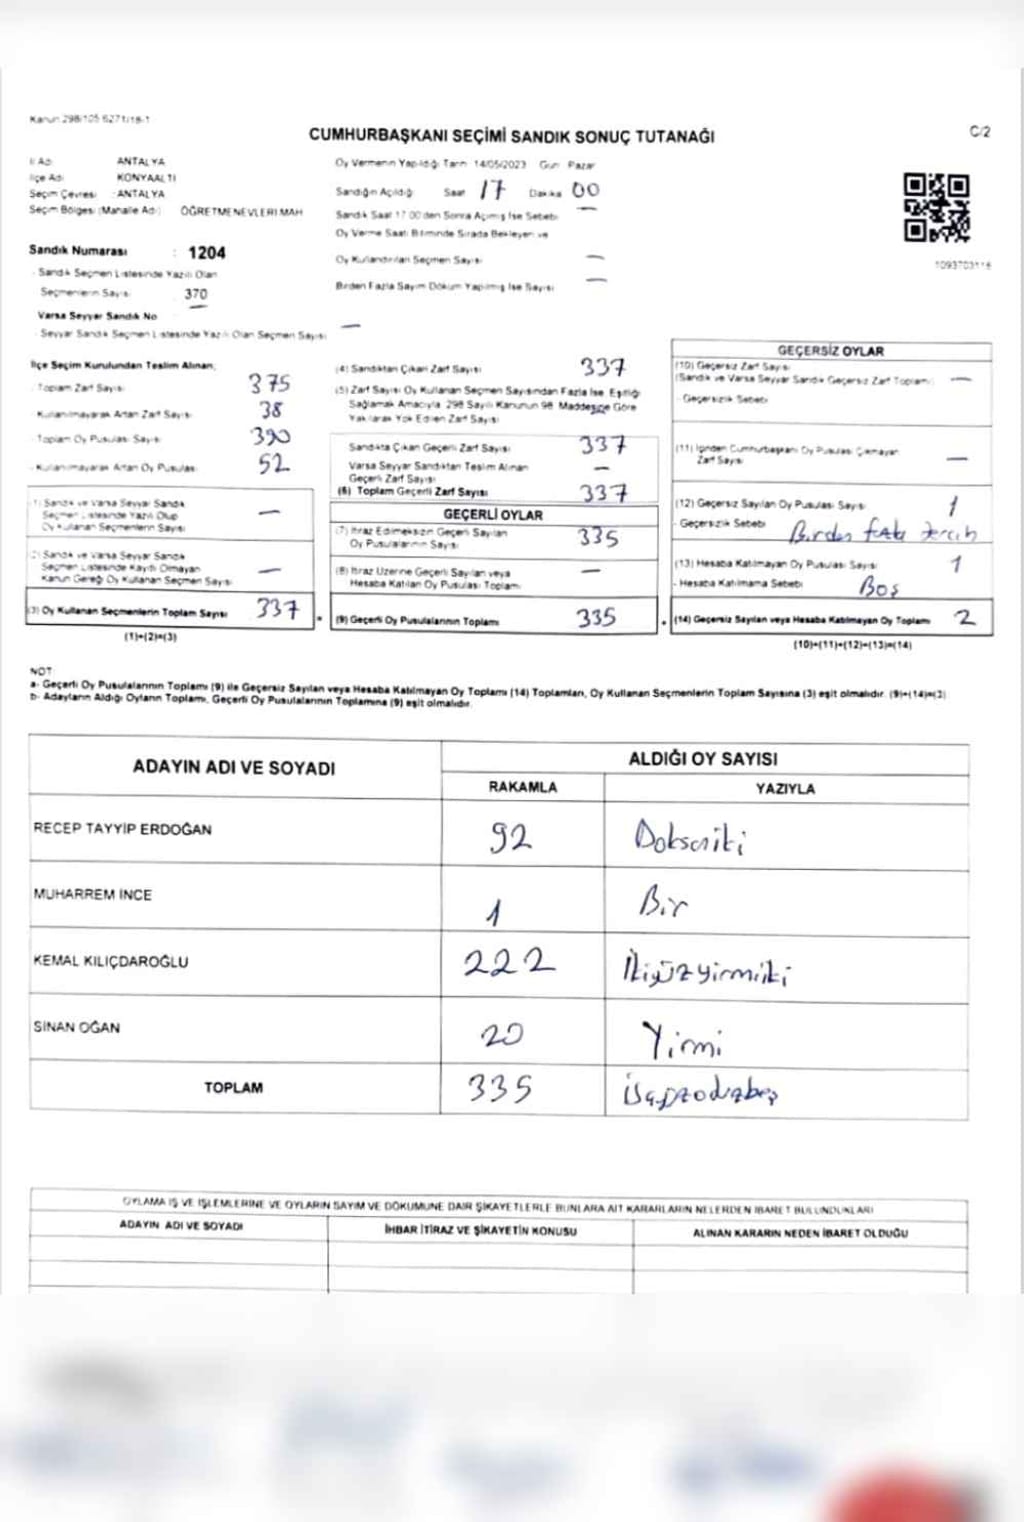 Kanun 298/105 6271/18-1
CUMHURBAŞKANI SEÇİMİ SANDIK SONUÇ TUTANAĞI
C/2
İl Adı ANTALYA
İlçe Adı KONYAALTI
Seçim Çevresi : ANTALYA
Seçim Bölgesi (Mahalle Adı) ÖĞRETMENEVLERİ MAH
Oy Vermenin Yapıldığı Tarih 14/05/2023 Gün Pazar
Sandığın Açıldığı Saat 17 Dakika 00
Sandık Saat 17 00'den Sonra Açılmış İse Sebebi —
Oy Verme Saati Bitiminde Sırada Bekleyen ve
Oy Kullandırılan Seçmen Sayısı —
Birden Fazla Sayım Döküm Yapılmış İse Sayısı —
1093703116
Sandık Numarası : 1204
- Sandık Seçmen Listesinde Yazılı Olan
Seçmenlerin Sayısı 370
Varsa Seyyar Sandık No —
- Seyyar Sandık Seçmen Listesinde Yazılı Olan Seçmen Sayısı —
İlçe Seçim Kurulundan Teslim Alınan;
- Toplam Zarf Sayısı 375
- Kullanılmayarak Artan Zarf Sayısı 38
- Toplam Oy Pusulası Sayısı 390
- Kullanılmayarak Artan Oy Pusulası 52
(1) Sandık ve Varsa Seyyar Sandık
Seçmen Listesinde Yazılı Olup
Oy Kullanan Seçmenlerin Sayısı —
(2) Sandık ve Varsa Seyyar Sandık
Seçmen Listesinde Kayıtlı Olmayan
Kanun Gereği Oy Kullanan Seçmen Sayısı —
(3) Oy Kullanan Seçmenlerin Toplam Sayısı 337
(1)+(2)=(3)
(4) Sandıktan Çıkan Zarf Sayısı 337
(5) Zarf Sayısı Oy Kullanan Seçmen Sayısından Fazla İse, Eşitliği
Sağlamak Amacıyla 298 Sayılı Kanunun 98. Maddesine Göre
Yakılarak Yok Edilen Zarf Sayısı —
Sandıkta Çıkan Geçerli Zarf Sayısı 337
Varsa Seyyar Sandıktan Teslim Alınan
Geçerli Zarf Sayısı —
(6) Toplam Geçerli Zarf Sayısı 337
GEÇERLİ OYLAR
(7) İtiraz Edilmeksizin Geçerli Sayılan
Oy Pusulalarının Sayısı 335
(8) İtiraz Üzerine Geçerli Sayılan veya
Hesaba Katılan Oy Pusulası Toplamı —
(9) Geçerli Oy Pusulalarının Toplamı 335
GEÇERSİZ OYLAR
(10) Geçersiz Zarf Sayısı
(Sandık ve Varsa Seyyar Sandık Geçersiz Zarf Toplamı) —
- Geçersizlik Sebebi
(11) İçinden Cumhurbaşkanı Oy Pusulası Çıkmayan
Zarf Sayısı —
(12) Geçersiz Sayılan Oy Pusulası Sayısı 1
- Geçersizlik Sebebi Birden fazla tercih
(13) Hesaba Katılmayan Oy Pusulası Sayısı 1
- Hesaba Katılmama Sebebi Boş
(14) Geçersiz Sayılan veya Hesaba Katılmayan Oy Toplamı 2
(10)+(11)+(12)+(13)=(14)
NOT:
a- Geçerli Oy Pusulalarının Toplamı (9) ile Geçersiz Sayılan veya Hesaba Katılmayan Oy Toplamı (14) Toplamları, Oy Kullanan Seçmenlerin Toplam Sayısına (3) eşit olmalıdır. (9)+(14)=(3)
b- Adayların Aldığı Oyların Toplamı, Geçerli Oy Pusulalarının Toplamına (9) eşit olmalıdır.
ADAYIN ADI VE SOYADI
ALDIĞI OY SAYISI
RAKAMLA YAZIYLA
RECEP TAYYİP ERDOĞAN 92 Doksaniki
MUHARREM İNCE 1 Bir
KEMAL KILIÇDAROĞLU 222 İkiyüzyirmiiki
SİNAN OĞAN 20 Yirmi
TOPLAM 335
OYLAMA İŞ VE İŞLEMLERİNE VE OYLARIN SAYIM VE DÖKÜMÜNE DAİR ŞİKAYETLERLE BUNLARA AİT KARARLARIN NELERDEN İBARET BULUNDUKLARI
ADAYIN ADI VE SOYADI İHBAR İTİRAZ VE ŞİKAYETİN KONUSU ALINAN KARARIN NEDEN İBARET OLDUĞU